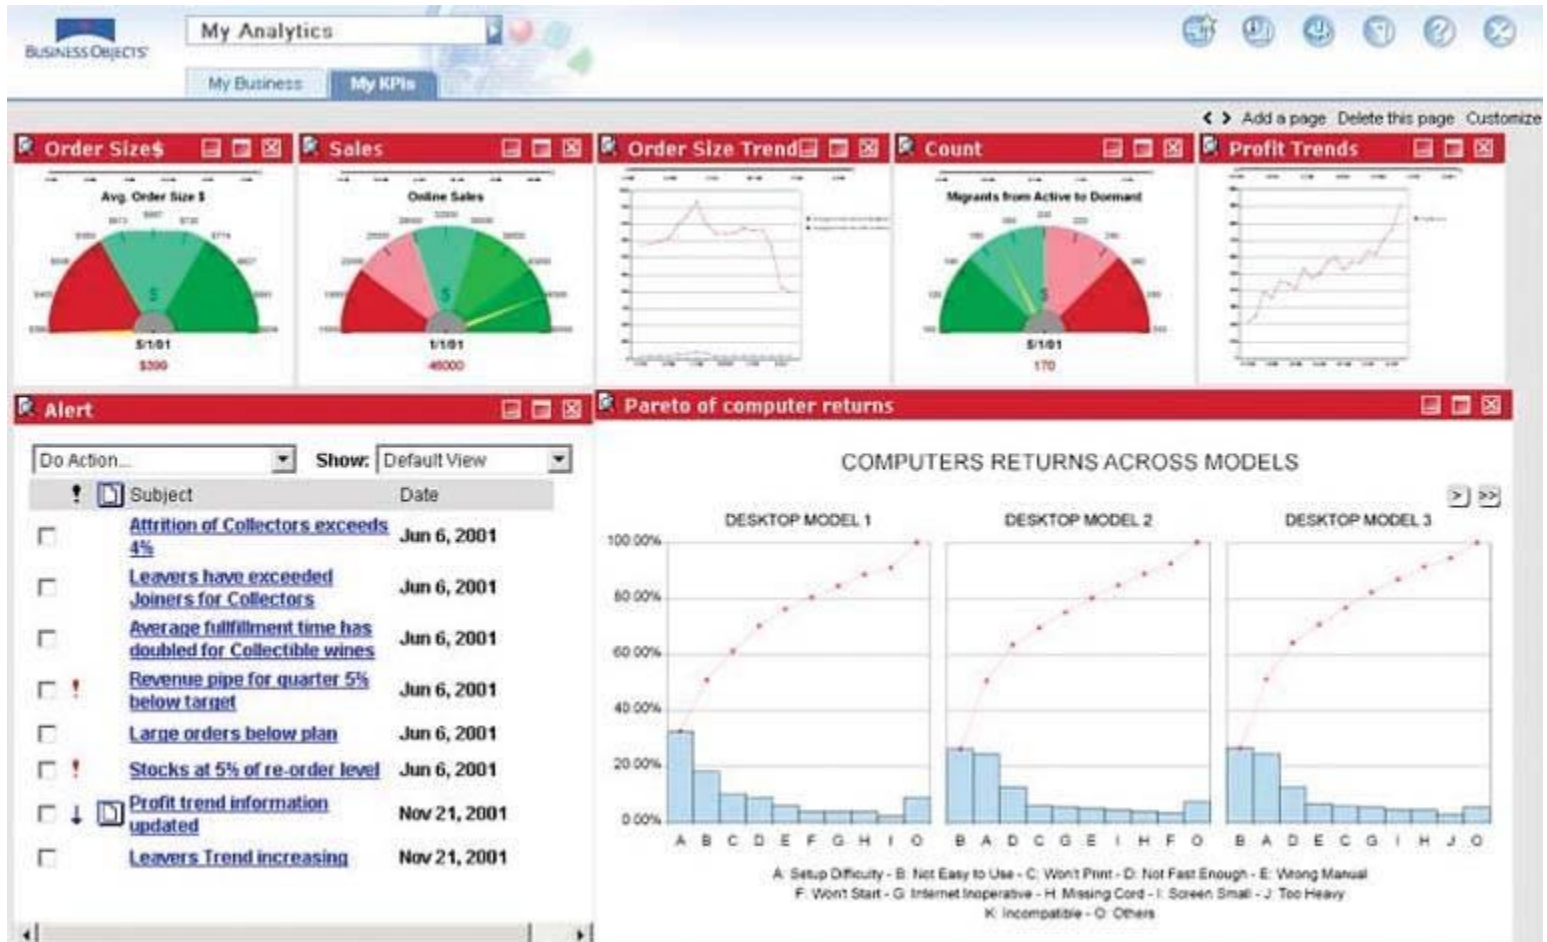 BUSINESS OBJECTS
My Analytics
My Business
My KPIs
Add a page Delete this page Customize
Order Size$
Sales
Order Size Trend
Count
Profit Trends
Avg. Order Size $
$
5/1/01
$399
Online Sales
$
1/1/01
46000
Migrants from Active to Dormant
$
5/1/01
170
Alert
Do Action...
Show:
Default View
! Subject Date
Attrition of Collectors exceeds
4%
Jun 6, 2001
Leavers have exceeded
Joiners for Collectors
Jun 6, 2001
Average fullfillment time has
doubled for Collectible wines
Jun 6, 2001
! Revenue pipe for quarter 5%
below target
Jun 6, 2001
Large orders below plan Jun 6, 2001
! Stocks at 5% of re-order level Jun 6, 2001
Profit trend information
updated
Nov 21, 2001
Leavers Trend increasing Nov 21, 2001
Pareto of computer returns
COMPUTERS RETURNS ACROSS MODELS
> >>
DESKTOP MODEL 1 DESKTOP MODEL 2 DESKTOP MODEL 3
100.00%
80.00%
60.00%
40.00%
20.00%
0.00%
A B C D E F G H I O
B A D C G E I H F O
B A D E C G I H J O
A: Setup Difficulty - B: Not Easy to Use - C: Won't Print - D: Not Fast Enough - E: Wrong Manual
F: Won't Start - G: Internet Inoperative - H: Missing Cord - I: Screen Small - J: Too Heavy
K: Incompatible - O: Others